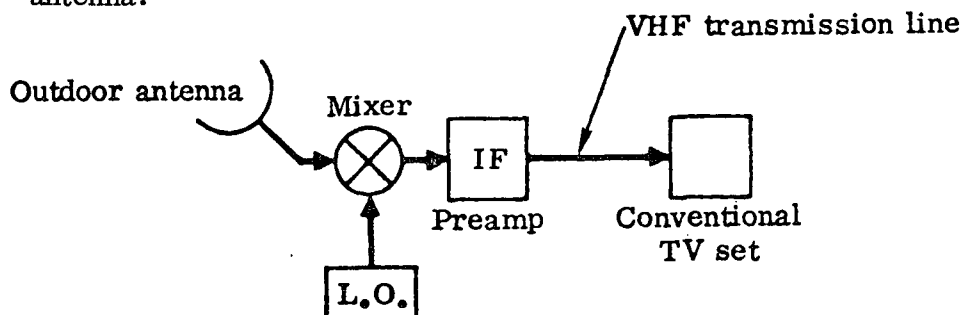 antenna.
VHF transmission line
Outdoor antenna
Mixer
IF
Preamp
Conventional
TV set
L.O.